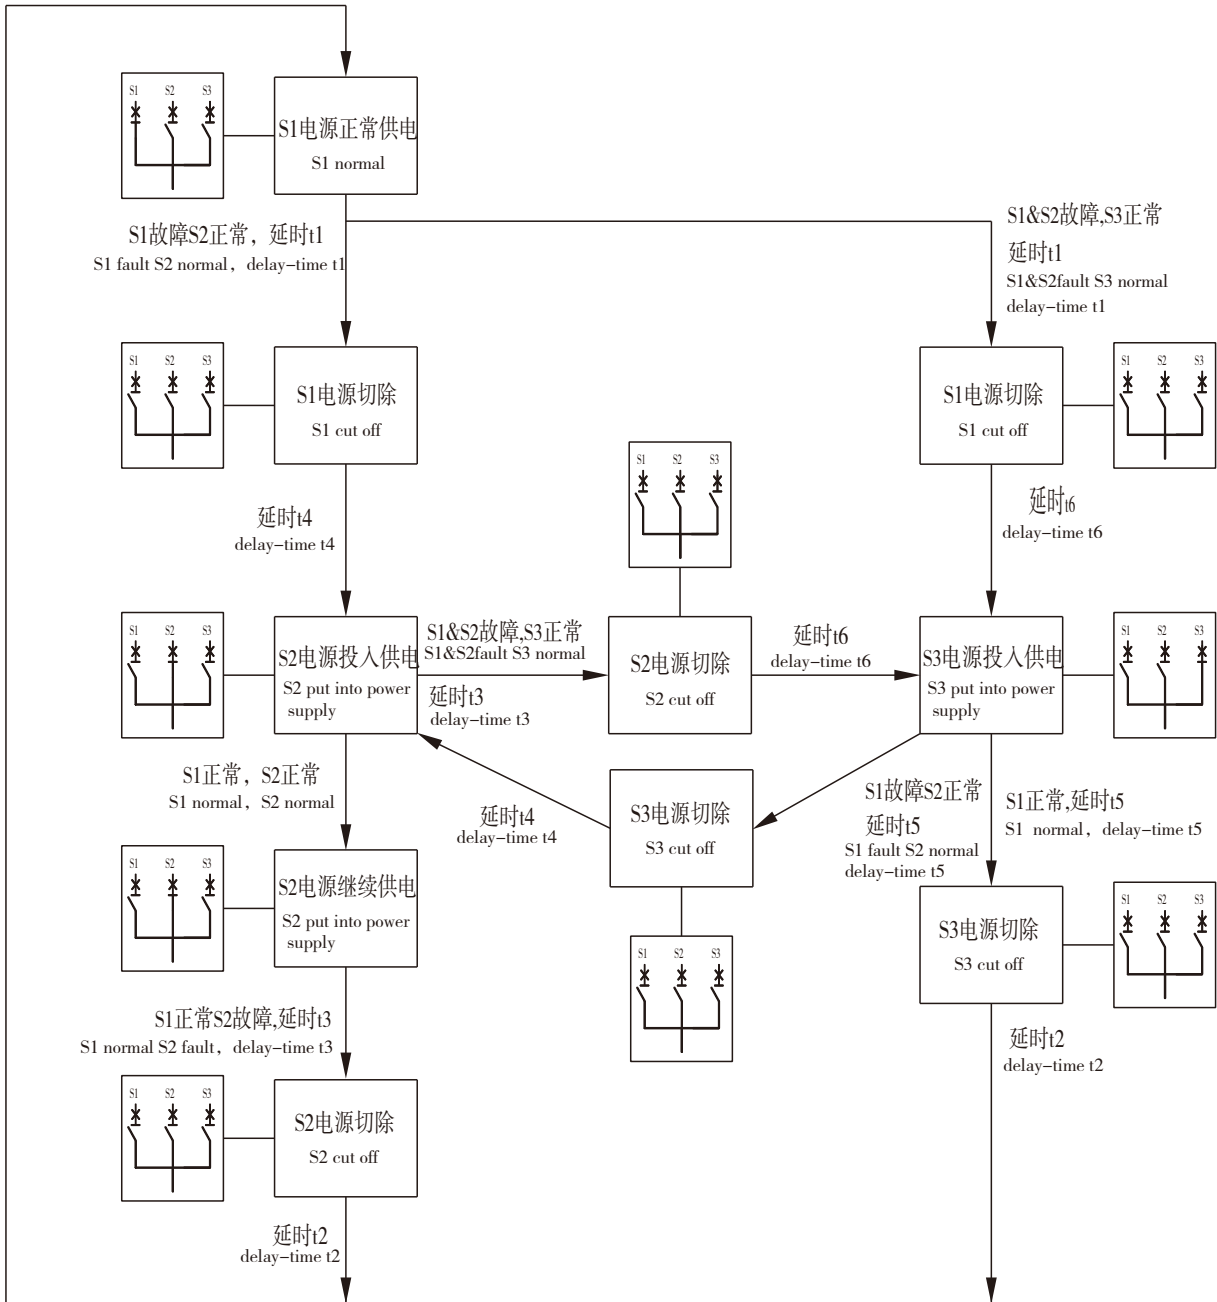 S1 S2 S3
S1电源正常供电
S1 normal
S1故障S2正常，延时t1
S1 fault S2 normal，delay-time t1
S1&S2故障,S3正常
延时t1
S1&S2fault S3 normal
delay-time t1
S1 S2 S3
S1电源切除
S1 cut off
S1电源切除
S1 cut off
S1 S2 S3
延时t4
delay-time t4
S1 S2 S3
延时t6
delay-time t6
S1 S2 S3
S2电源投入供电
S2 put into power
supply
S1&S2故障,S3正常
S1&S2fault S3 normal
延时t3
delay-time t3
S2电源切除
S2 cut off
延时t6
delay-time t6
S3电源投入供电
S3 put into power
supply
S1 S2 S3
S1正常，S2正常
S1 normal，S2 normal
延时t4
delay-time t4
S3电源切除
S3 cut off
S1故障S2正常
延时t5
S1 fault S2 normal
delay-time t5
S1正常,延时t5
S1 normal，delay-time t5
S1 S2 S3
S2电源继续供电
S2 put into power
supply
S1 S2 S3
S3电源切除
S3 cut off
S1 S2 S3
S1正常S2故障,延时t3
S1 normal S2 fault，delay-time t3
延时t2
delay-time t2
S1 S2 S3
S2电源切除
S2 cut off
延时t2
delay-time t2